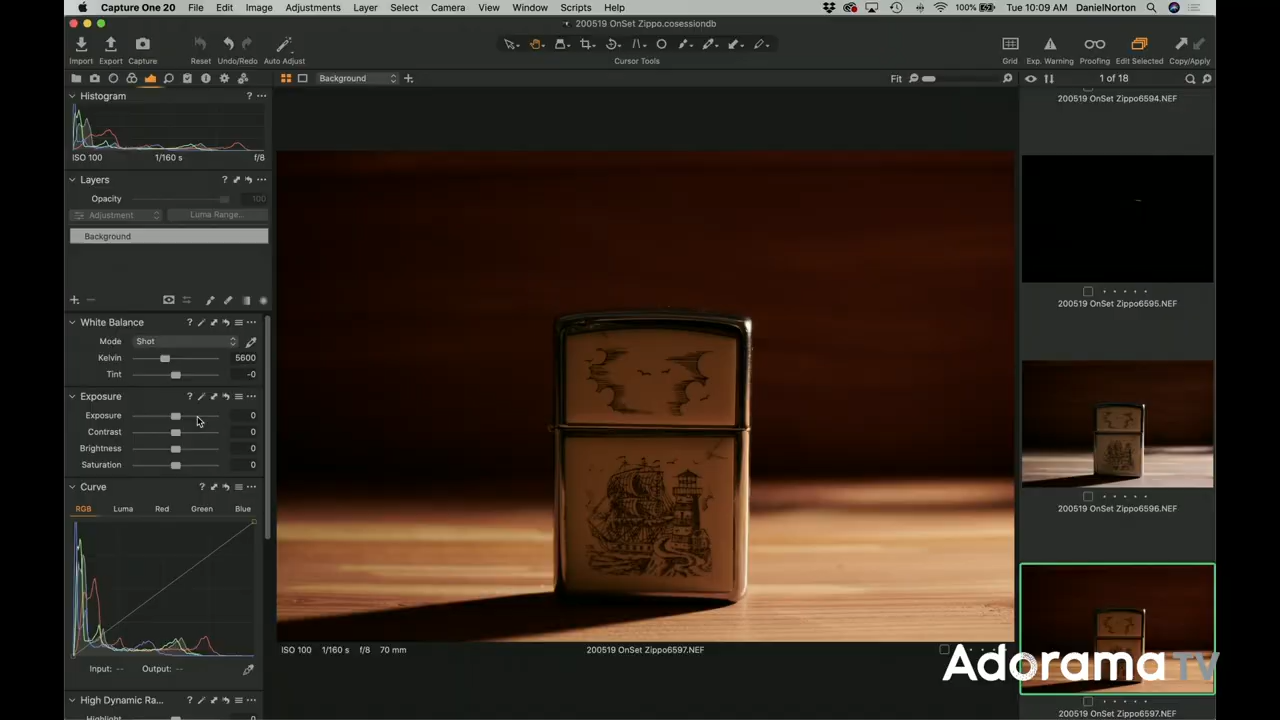 Capture One 20 File Edit Image Adjustments Layer Select Camera View Window Scripts Help 100% Tue 10:09 AM DanielNorton
200519 OnSet Zippo.cosessiondb
Import Export Capture Reset Undo/Redo Auto Adjust Cursor Tools Grid Exp. Warning Proofing Edit Selected Copy/Apply
Background Fit 1 of 18
Histogram ? ...
ISO 100 1/160 s f/8
Layers ? ...
Opacity 100
Adjustment Luma Range...
Background
White Balance ? ...
Mode Shot
Kelvin 5600
Tint -0
Exposure ? ...
Exposure 0
Contrast 0
Brightness 0
Saturation 0
Curve ? ...
RGB Luma Red Green Blue
Input: -- Output: --
High Dynamic Ra... ? ...
Highlight
ISO 100 1/160 s f/8 70 mm 200519 OnSet Zippo6597.NEF
200519 OnSet Zippo6594.NEF
200519 OnSet Zippo6595.NEF
200519 OnSet Zippo6596.NEF
200519 OnSet Zippo6597.NEF
Adorama TV